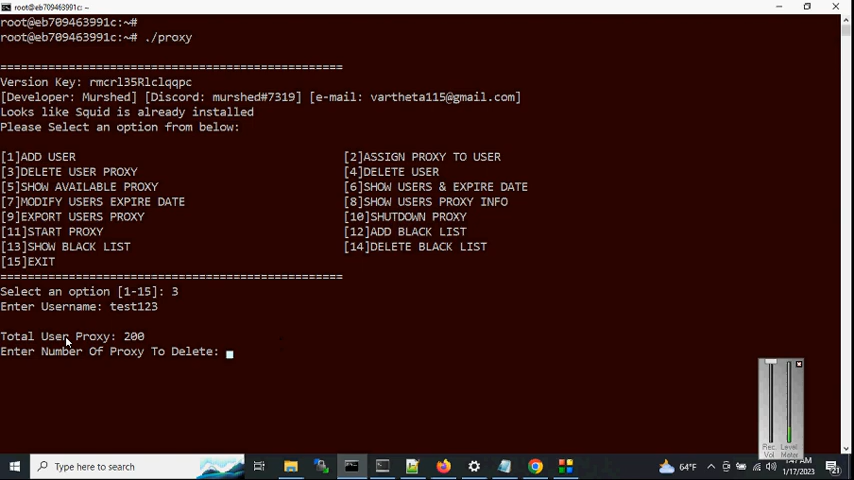 root@eb709463991c: ~
root@eb709463991c:~#
root@eb709463991c:~# ./proxy
==================================================
Version Key: rmcrl35Rlclqqpc
[Developer: Murshed] [Discord: murshed#7319] [e-mail: vartheta115@gmail.com]
Looks like Squid is already installed
Please Select an option from below:
[1]ADD USER [2]ASSIGN PROXY TO USER
[3]DELETE USER PROXY [4]DELETE USER
[5]SHOW AVAILABLE PROXY [6]SHOW USERS & EXPIRE DATE
[7]MODIFY USERS EXPIRE DATE [8]SHOW USERS PROXY INFO
[9]EXPORT USERS PROXY [10]SHUTDOWN PROXY
[11]START PROXY [12]ADD BLACK LIST
[13]SHOW BLACK LIST [14]DELETE BLACK LIST
[15]EXIT
==================================================
Select an option [1-15]: 3
Enter Username: test123
Total User Proxy: 200
Enter Number Of Proxy To Delete:
Rec. Level
Vol Meter
Type here to search
64°F
1/17/2023
21